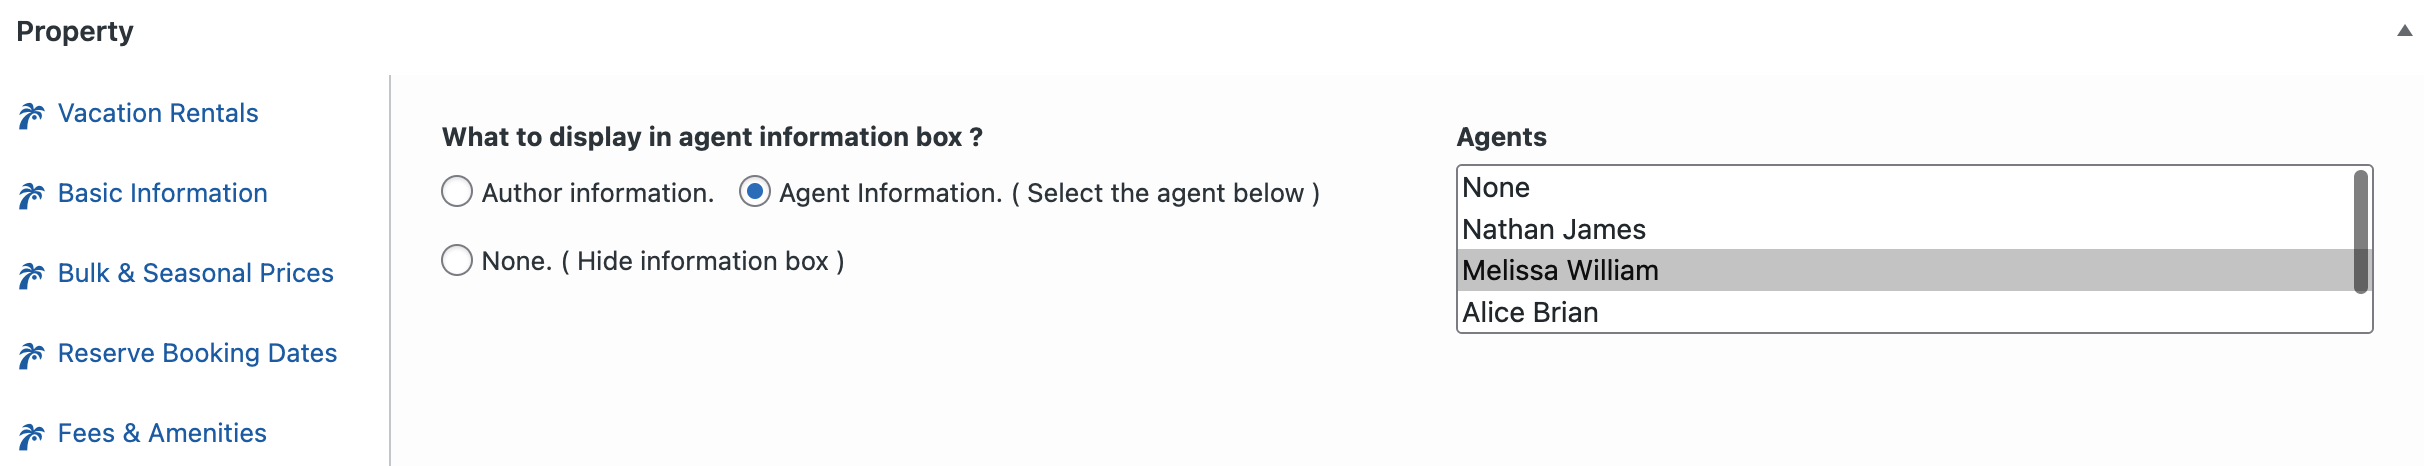 Property
Vacation Rentals
Basic Information
Bulk & Seasonal Prices
Reserve Booking Dates
Fees & Amenities
What to display in agent information box ?
Author information.
Agent Information. ( Select the agent below )
None. ( Hide information box )
Agents
None
Nathan James
Melissa William
Alice Brian